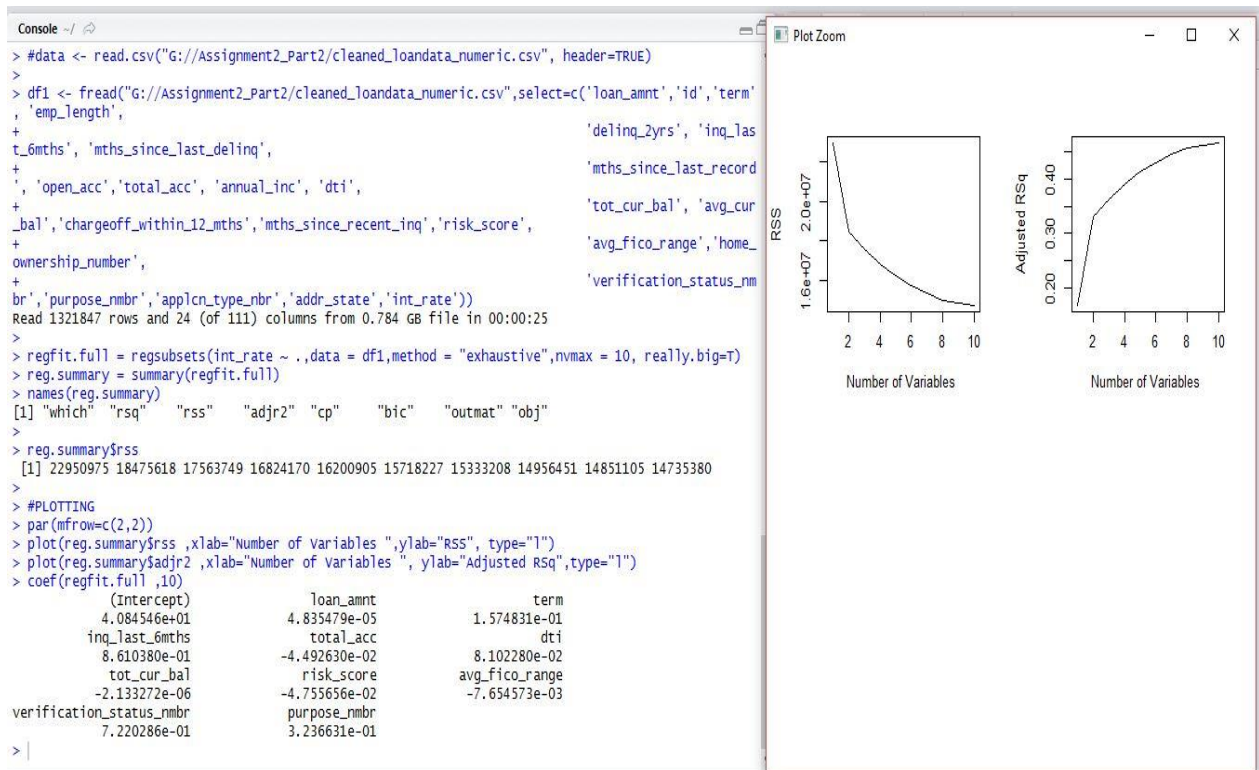 Console ~/
> #data <- read.csv("G://Assignment2_Part2/cleaned_loandata_numeric.csv", header=TRUE)
>
> df1 <- fread("G://Assignment2_Part2/cleaned_loandata_numeric.csv",select=c('loan_amnt','id','term'
, 'emp_length',
+ 'delinq_2yrs', 'inq_las
t_6mths', 'mths_since_last_delinq',
+ 'mths_since_last_record
', 'open_acc','total_acc', 'annual_inc', 'dti',
+ 'tot_cur_bal', 'avg_cur
_bal','chargeoff_within_12_mths','mths_since_recent_inq','risk_score',
+ 'avg_fico_range','home_
ownership_number',
+ 'verification_status_nm
br','purpose_nmbr','applcn_type_nbr','addr_state','int_rate'))
Read 1321847 rows and 24 (of 111) columns from 0.784 GB file in 00:00:25
>
> regfit.full = regsubsets(int_rate ~ .,data = df1,method = "exhaustive",nvmax = 10, really.big=T)
> reg.summary = summary(regfit.full)
> names(reg.summary)
[1] "which" "rsq" "rss" "adjr2" "cp" "bic" "outmat" "obj"
>
> reg.summary$rss
[1] 22950975 18475618 17563749 16824170 16200905 15718227 15333208 14956451 14851105 14735380
>
> #PLOTTING
> par(mfrow=c(2,2))
> plot(reg.summary$rss ,xlab="Number of Variables ",ylab="RSS", type="l")
> plot(reg.summary$adjr2 ,xlab="Number of Variables ", ylab="Adjusted RSq",type="l")
> coef(regfit.full ,10)
(Intercept) loan_amnt term
4.084546e+01 4.835479e-05 1.574831e-01
inq_last_6mths total_acc dti
8.610380e-01 -4.492630e-02 8.102280e-02
tot_cur_bal risk_score avg_fico_range
-2.133272e-06 -4.755656e-02 -7.654573e-03
verification_status_nmbr purpose_nmbr
7.220286e-01 3.236631e-01
>
Plot Zoom
RSS
2.0e+07
1.6e+07
2 4 6 8 10
Number of Variables
Adjusted RSq
0.40
0.30
0.20
2 4 6 8 10
Number of Variables